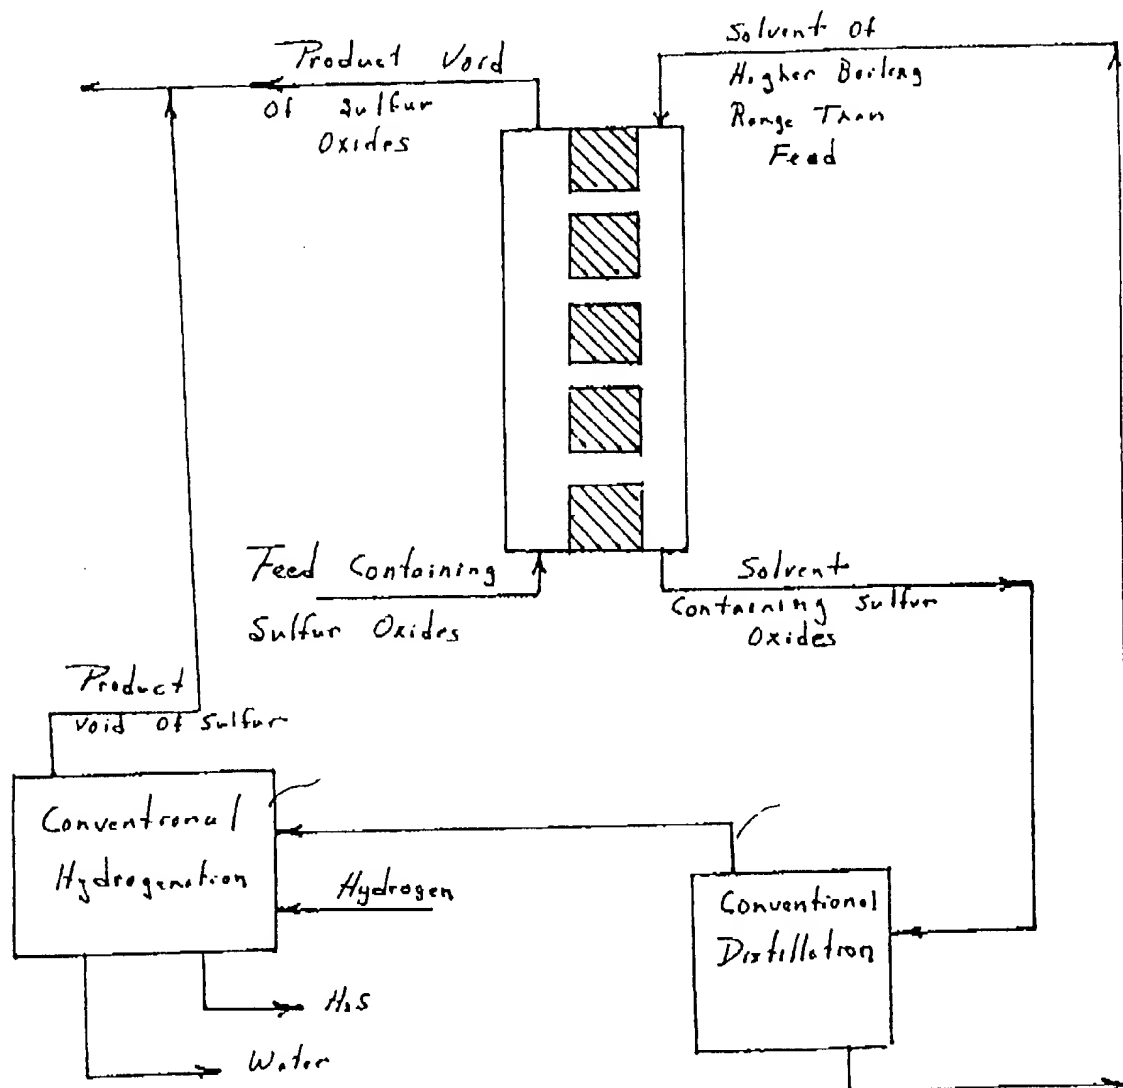 Product Void
Of Sulfur
Oxides
Solvent Of
Higher Boiling
Range Than
Feed
Feed Containing
Sulfur Oxides
Solvent
Containing Sulfur
Oxides
Product
Void Of Sulfur
Conventional
Hydrogenation
Hydrogen
Conventional
Distillation
H2S
Water